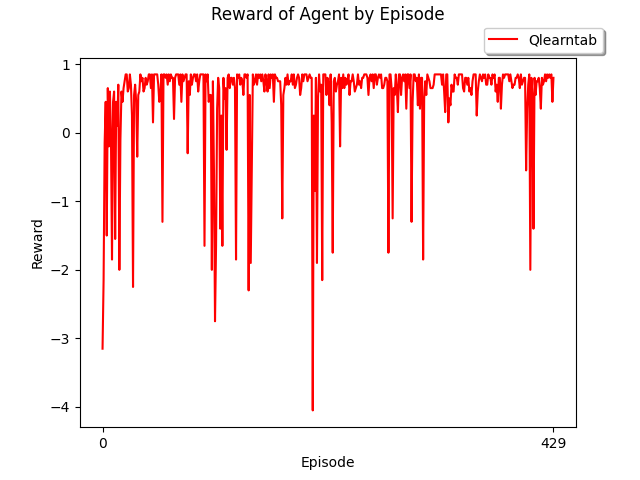 Reward of Agent by Episode
Qlearntab
1
0
−1
−2
−3
−4
Reward
0
429
Episode